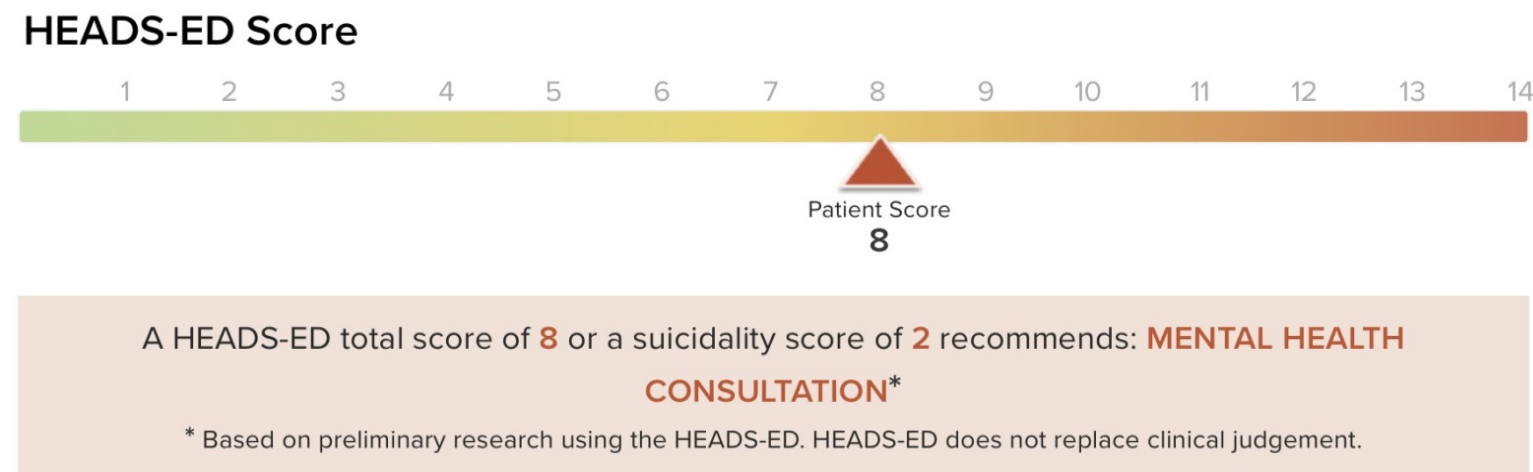 HEADS-ED Score
1 2 3 4 5 6 7 8 9 10 11 12 13 14
Patient Score
8
A HEADS-ED total score of 8 or a suicidality score of 2 recommends: MENTAL HEALTH
CONSULTATION*
* Based on preliminary research using the HEADS-ED. HEADS-ED does not replace clinical judgement.